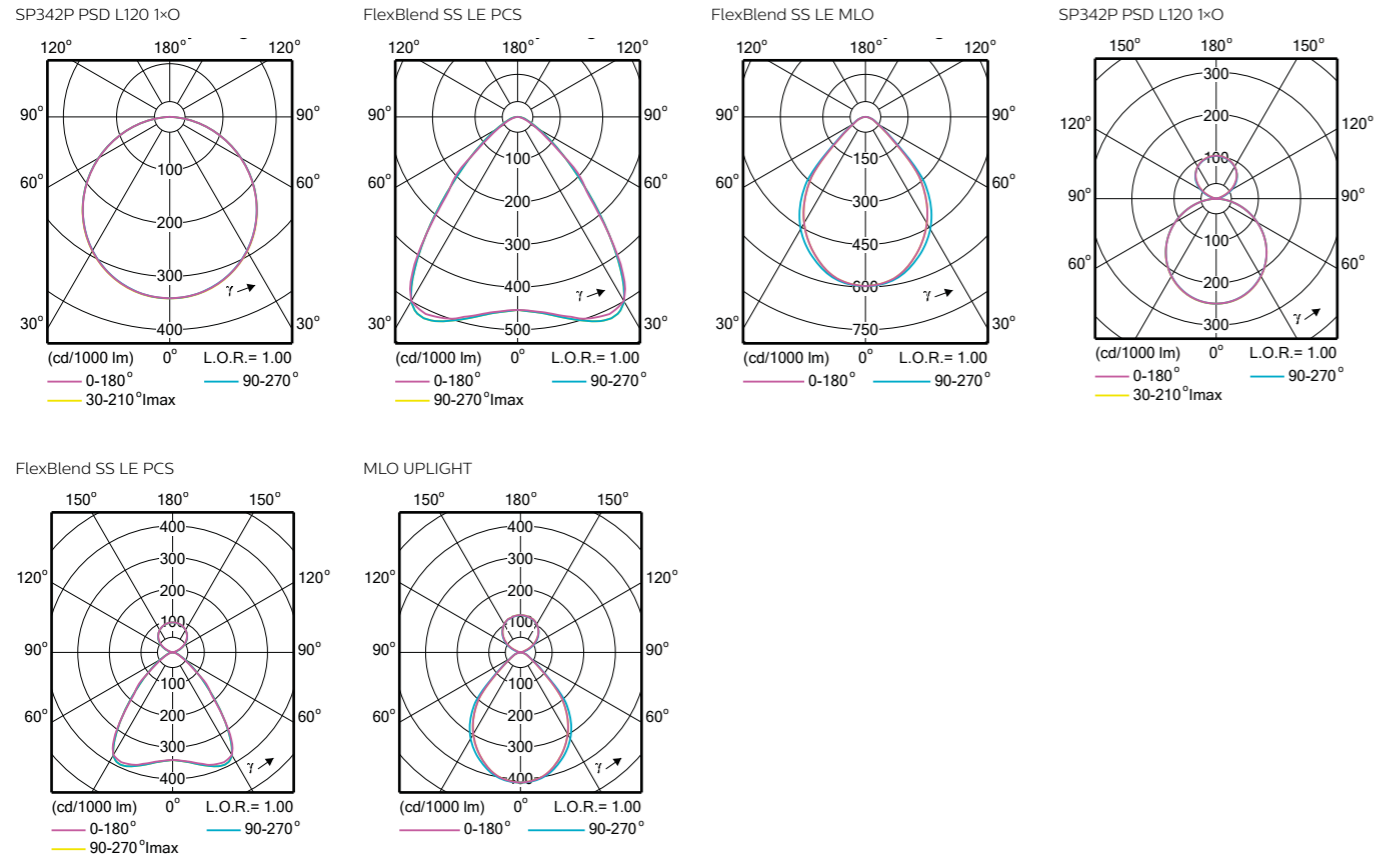 SP342P PSD L120 1×O
120° 180° 120°
90° 90°
100
60° 60°
200
300
γ
30° 400 30°
(cd/1000 lm) 0° L.O.R.= 1.00
0-180° 90-270°
30-210°Imax
FlexBlend SS LE PCS
120° 180° 120°
90° 90°
100
60° 60°
200
300
400
γ
30° 500 30°
(cd/1000 lm) 0° L.O.R.= 1.00
0-180° 90-270°
90-270°Imax
FlexBlend SS LE MLO
120° 180° 120°
90° 90°
150
60° 60°
300
450
600
γ
30° 750 30°
(cd/1000 lm) 0° L.O.R.= 1.00
0-180° 90-270°
SP342P PSD L120 1×O
150° 180° 150°
300
200
120° 120°
100
90° 90°
100
60° 60°
200
300
γ
(cd/1000 lm) 0° L.O.R.= 1.00
0-180° 90-270°
30-210°Imax
FlexBlend SS LE PCS
150° 180° 150°
400
300
120° 120°
200
100
90° 90°
100
60° 60°
200
300
γ
400
(cd/1000 lm) 0° L.O.R.= 1.00
0-180° 90-270°
90-270°Imax
MLO UPLIGHT
150° 180° 150°
400
300
120° 120°
200
100
90° 90°
100
60° 60°
200
300
γ
400
(cd/1000 lm) 0° L.O.R.= 1.00
0-180° 90-270°